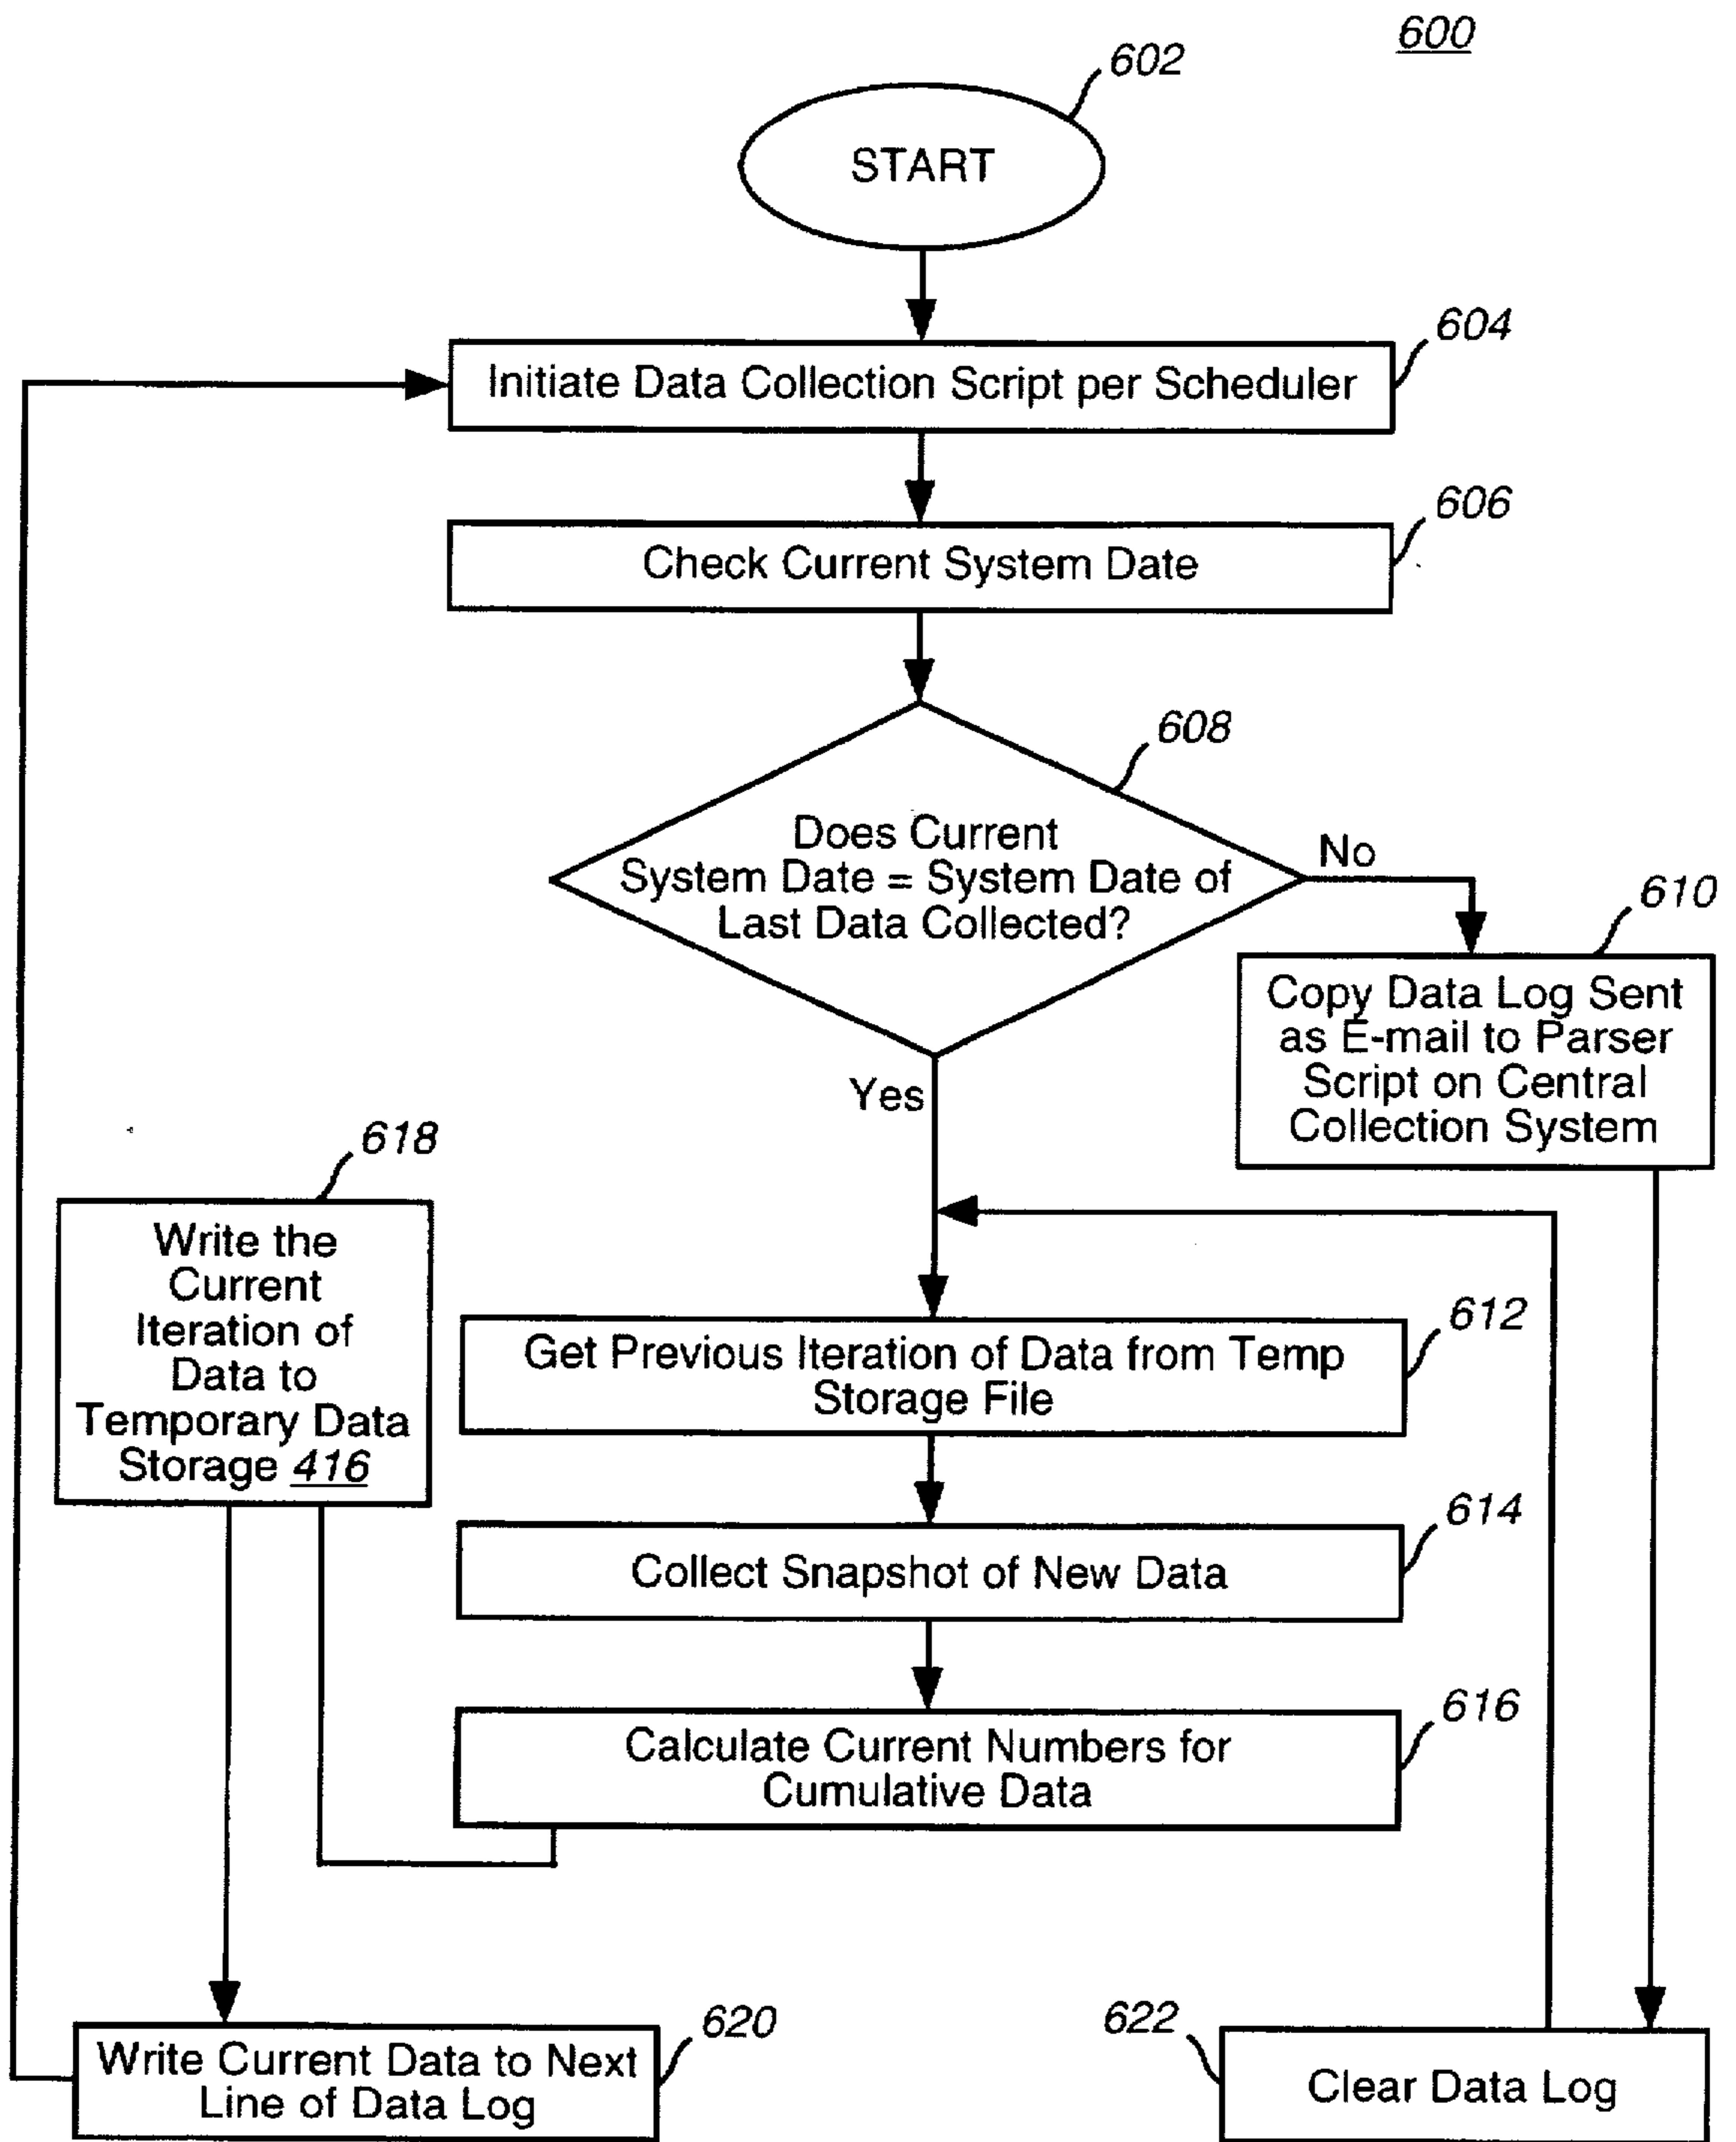 600
602
START
604
Initiate Data Collection Script per Scheduler
606
Check Current System Date
608
Does Current
System Date = System Date of
Last Data Collected?
No
610
Copy Data Log Sent
as E-mail to Parser
Script on Central
Collection System
Yes
618
Write the
Current
Iteration of
Data to
Temporary Data
Storage 416
612
Get Previous Iteration of Data from Temp
Storage File
614
Collect Snapshot of New Data
616
Calculate Current Numbers for
Cumulative Data
620
Write Current Data to Next
Line of Data Log
622
Clear Data Log